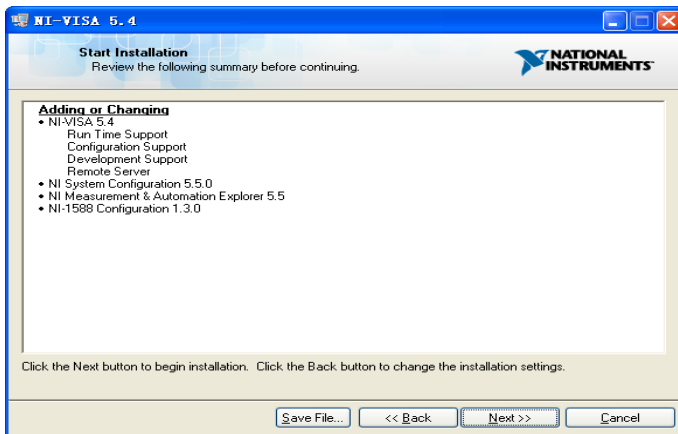 NI-VISA 5.4
Start Installation
Review the following summary before continuing.
NATIONAL
INSTRUMENTS
Adding or Changing
• NI-VISA 5.4
Run Time Support
Configuration Support
Development Support
Remote Server
• NI System Configuration 5.5.0
• NI Measurement & Automation Explorer 5.5
• NI-1588 Configuration 1.3.0
Click the Next button to begin installation. Click the Back button to change the installation settings.
Save File... << Back Next >> Cancel